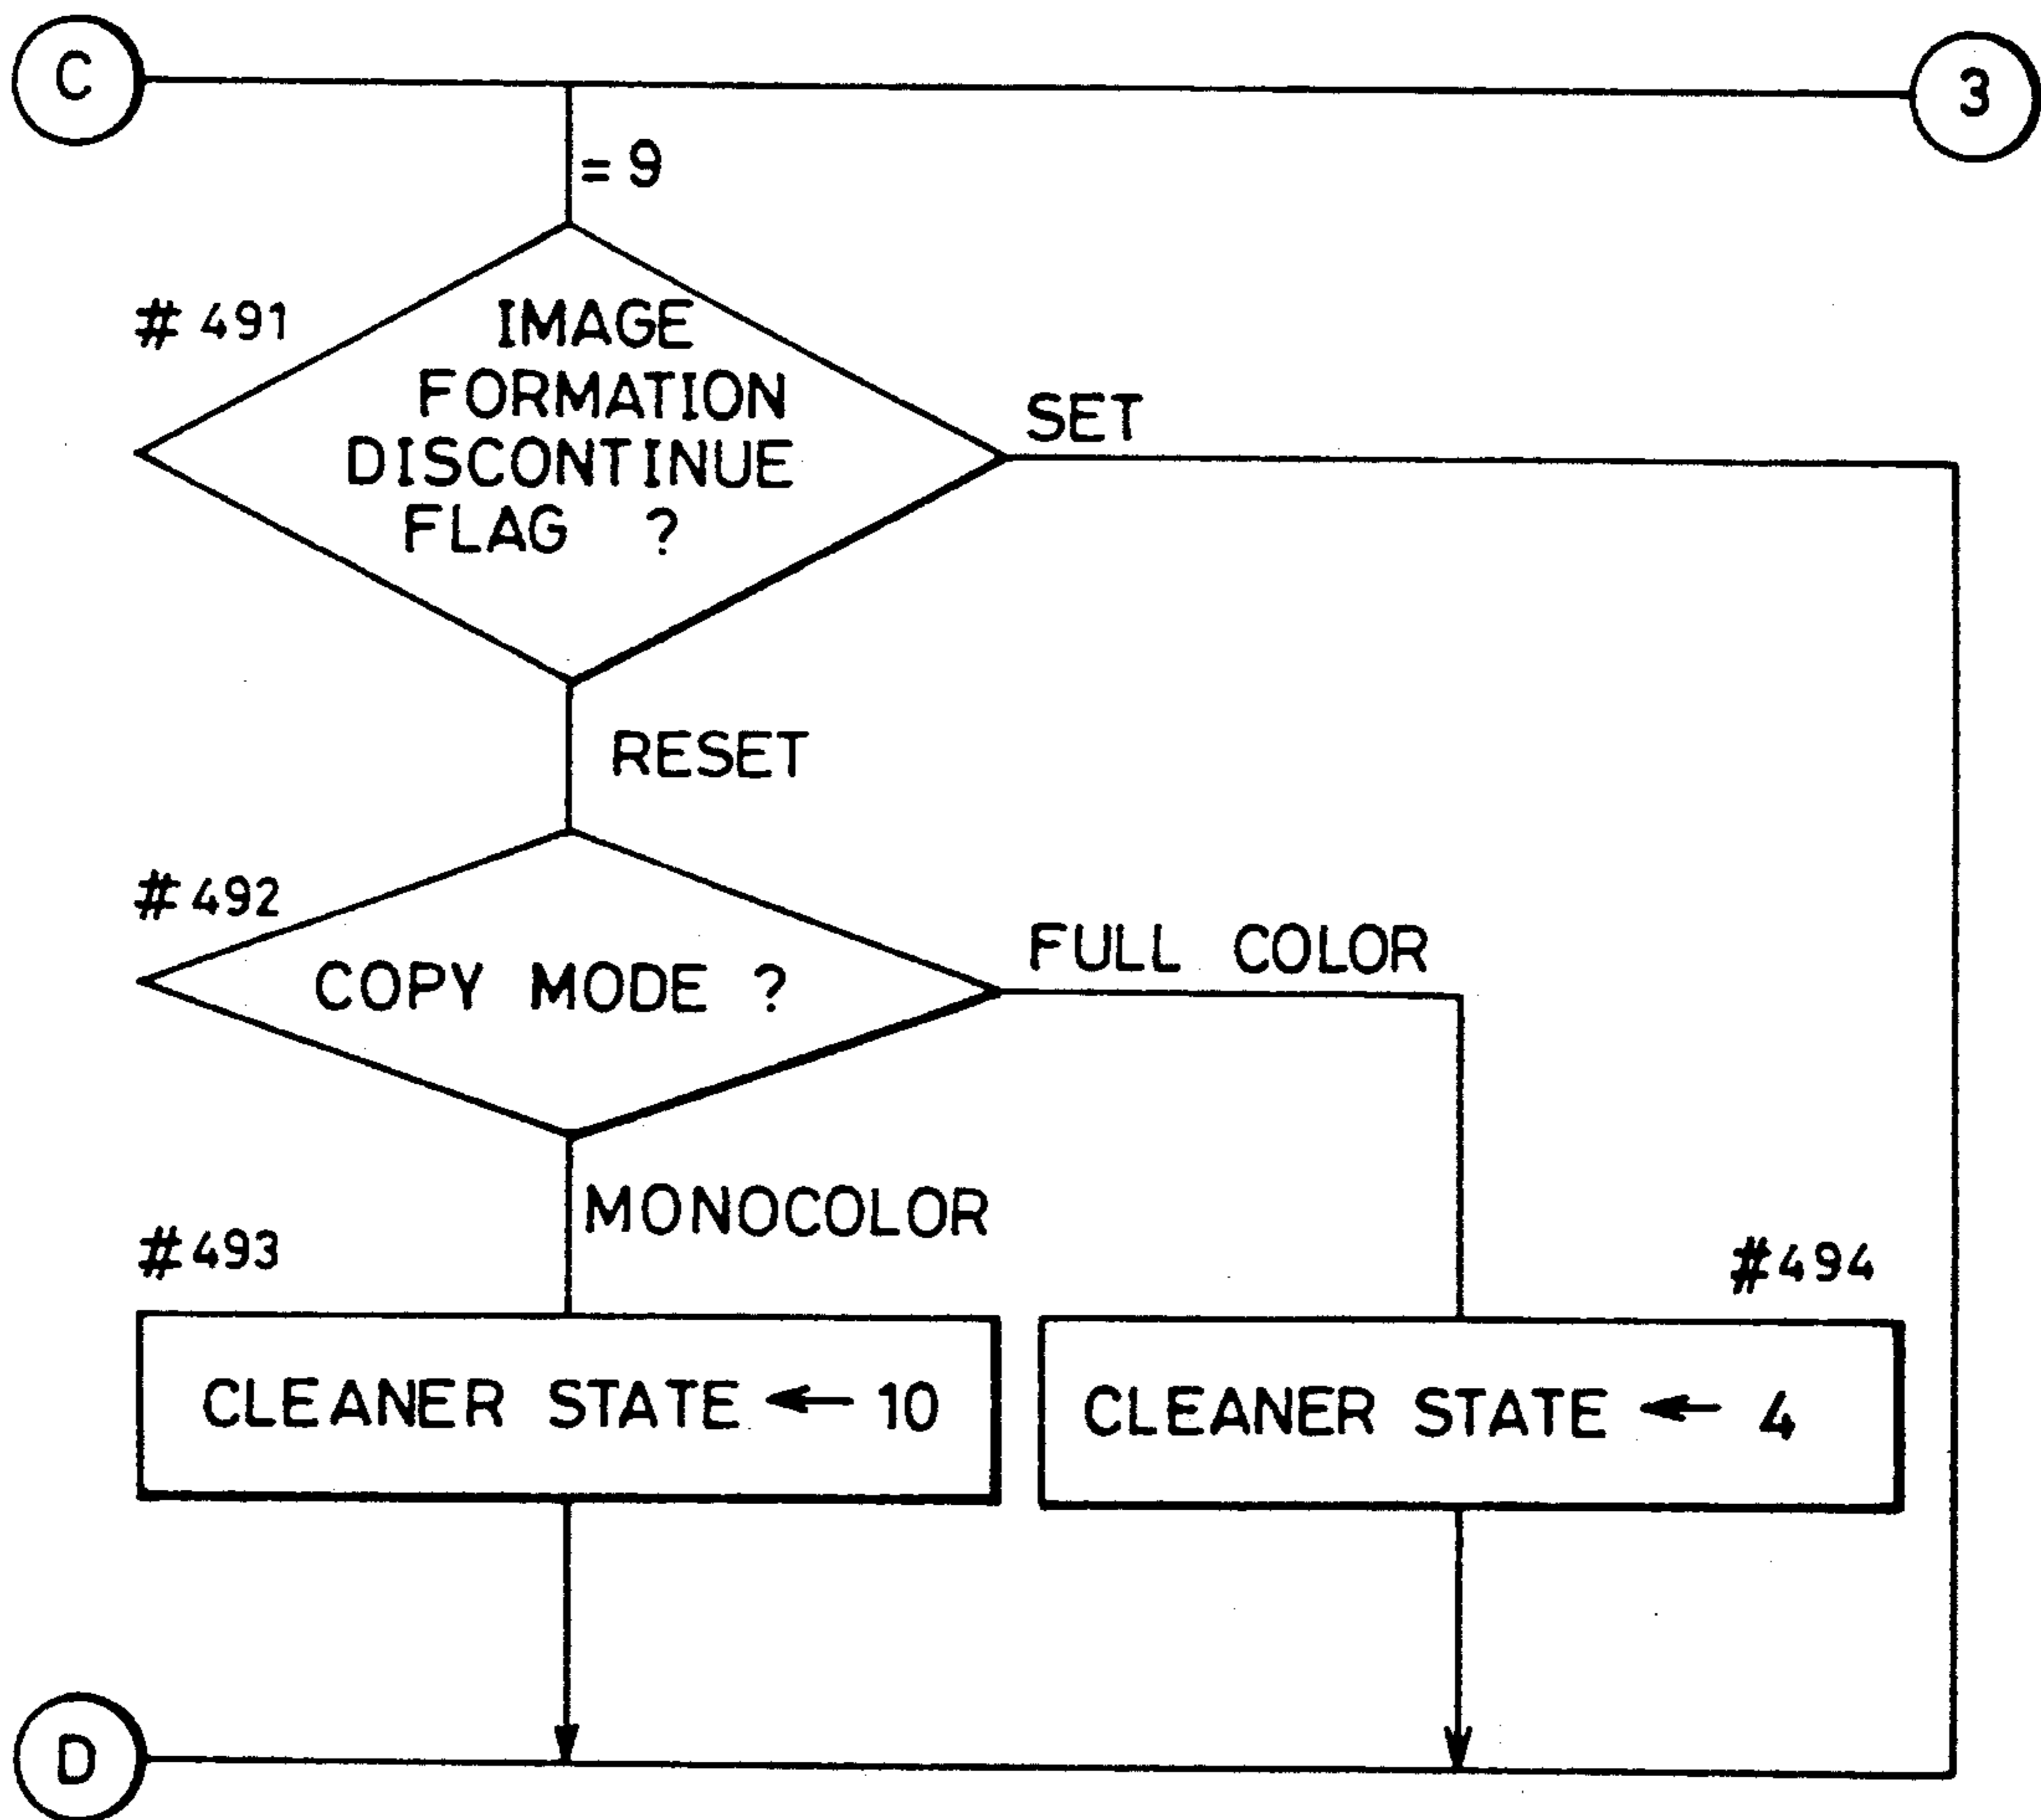 C
3
= 9
#491
IMAGE
FORMATION
DISCONTINUE
FLAG ?
SET
RESET
#492
COPY MODE ?
FULL COLOR
MONOCOLOR
#493
#494
CLEANER STATE ← 10
CLEANER STATE ← 4
D